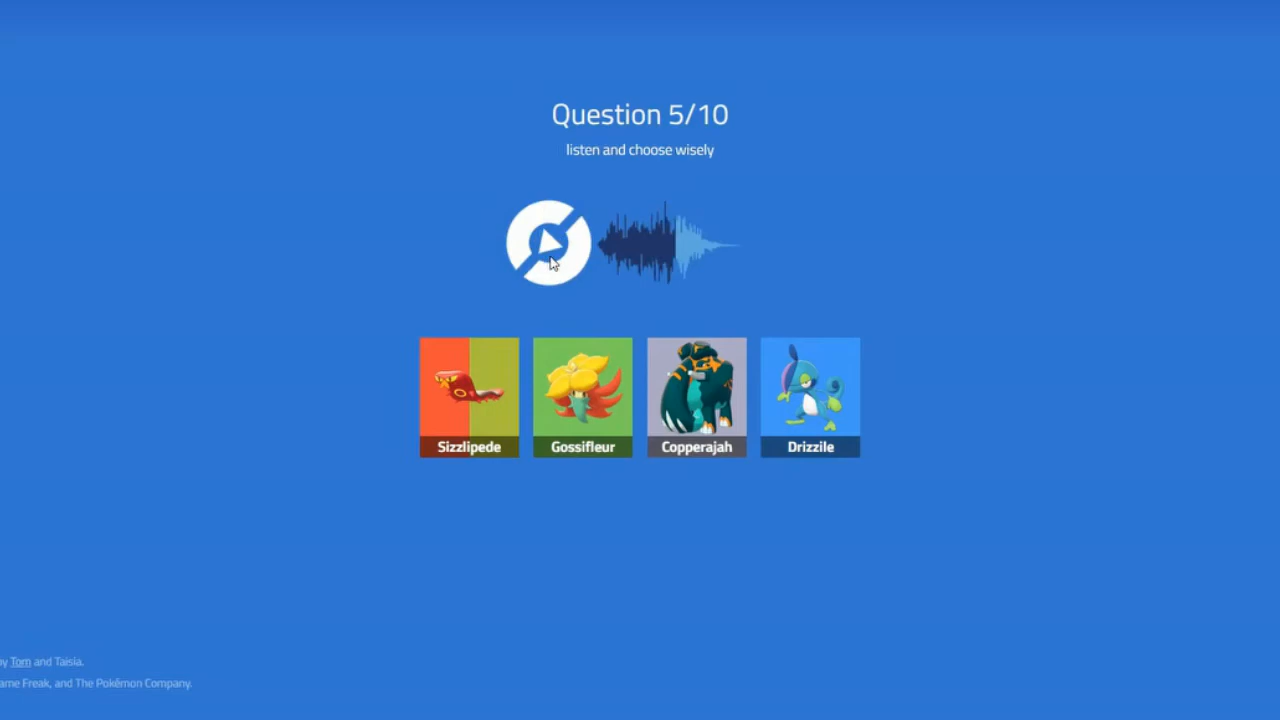 Question 5/10
listen and choose wisely
Sizzlipede
Gossifleur
Copperajah
Drizzile
by Tom and Taisia.
ame Freak, and The Pokémon Company.